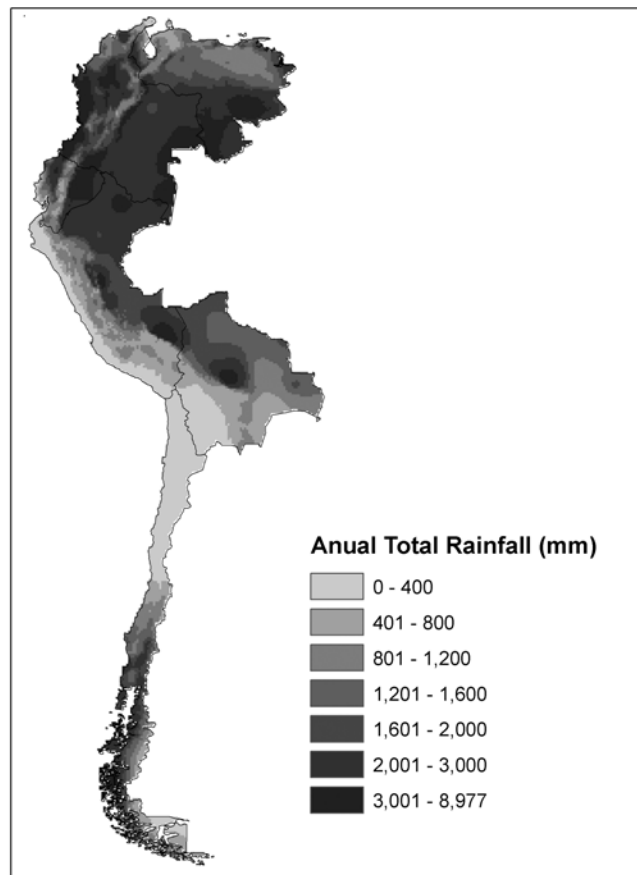 Anual Total Rainfall (mm)
0 - 400
401 - 800
801 - 1,200
1,201 - 1,600
1,601 - 2,000
2,001 - 3,000
3,001 - 8,977